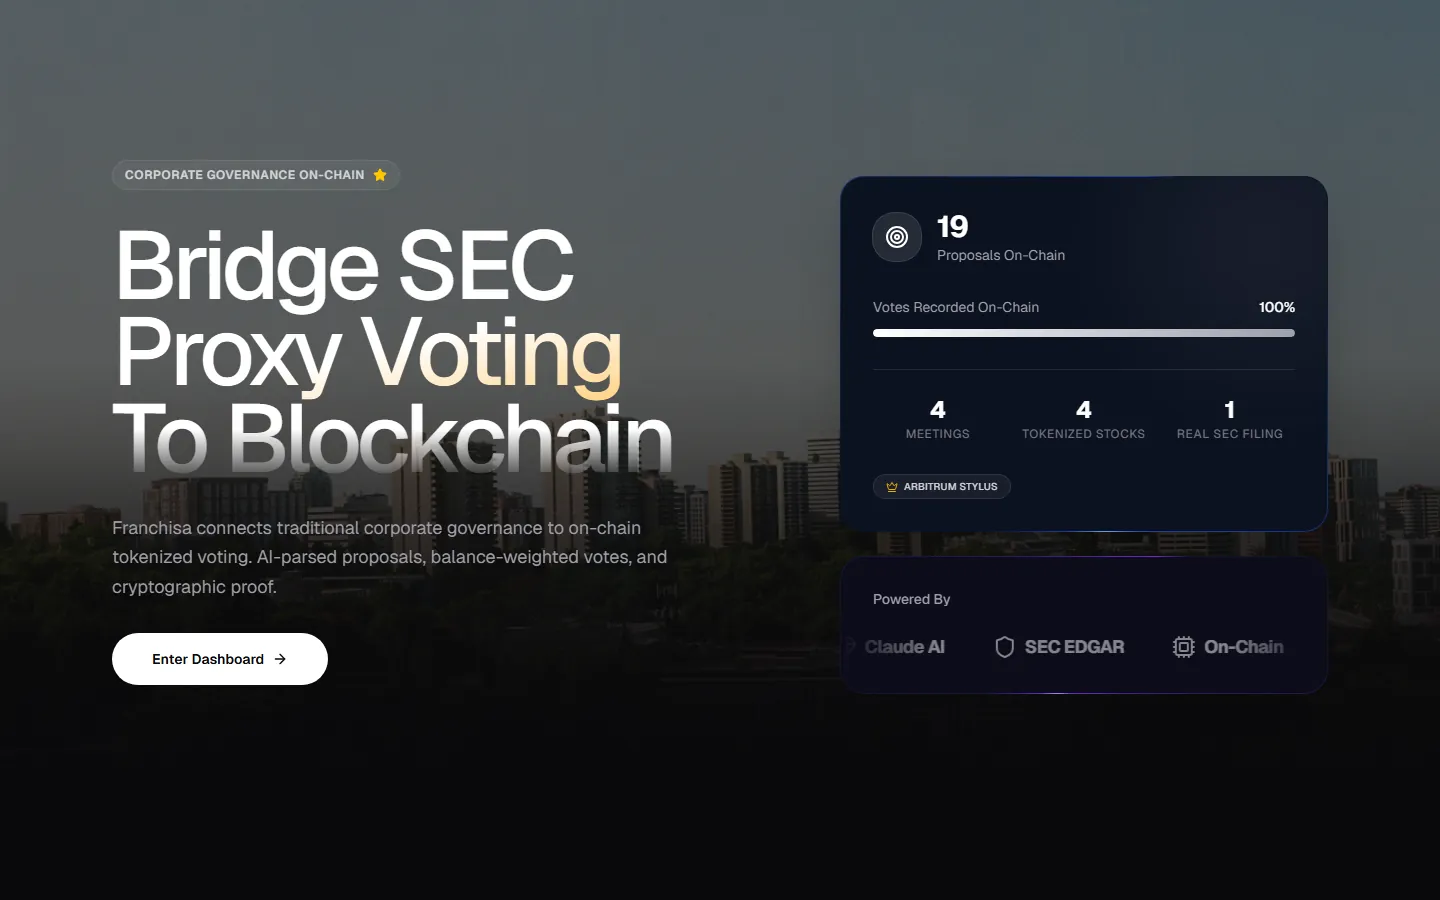 CORPORATE GOVERNANCE ON-CHAIN
Bridge SEC
Proxy Voting
To Blockchain
Franchisa connects traditional corporate governance to on-chain
tokenized voting. AI-parsed proposals, balance-weighted votes, and
cryptographic proof.
Enter Dashboard
19
Proposals On-Chain
Votes Recorded On-Chain 100%
4 4 1
MEETINGS TOKENIZED STOCKS REAL SEC FILING
ARBITRUM STYLUS
Powered By
Claude AI SEC EDGAR On-Chain